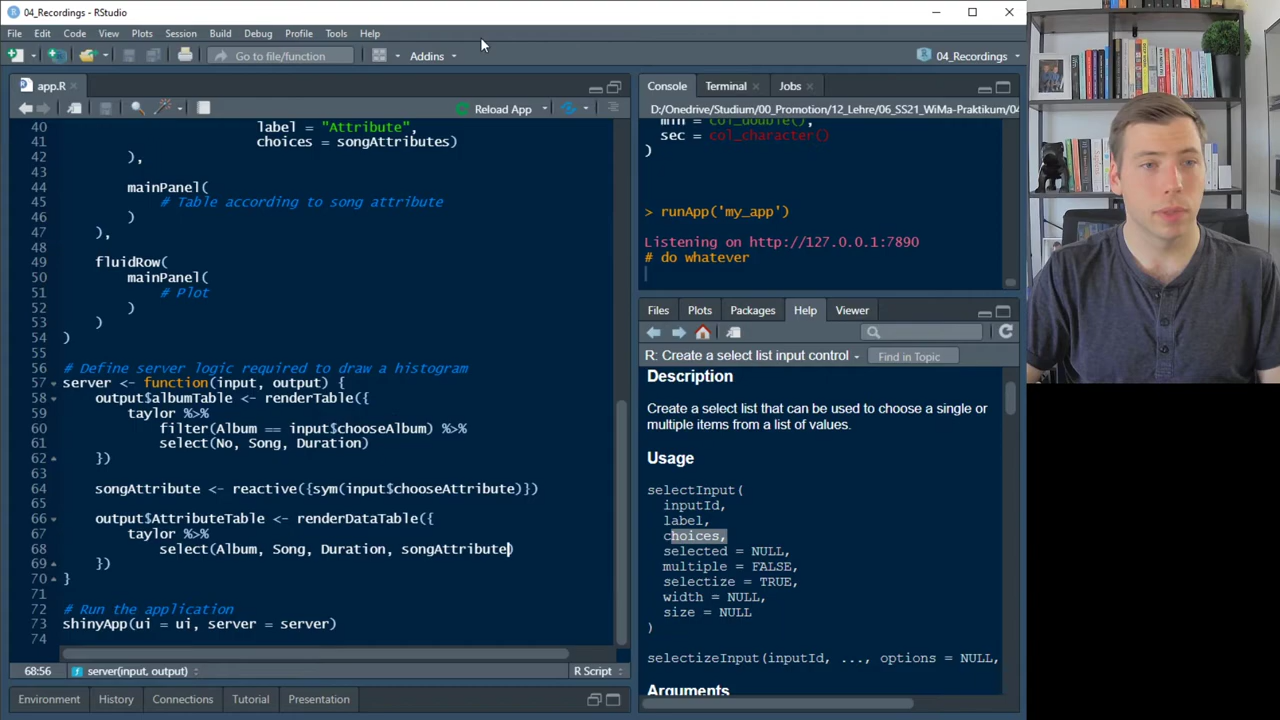 04_Recordings - RStudio
File Edit Code View Plots Session Build Debug Profile Tools Help
Go to file/function Addins 04_Recordings
app.R
Reload App
40 label = "Attribute",
41 choices = songAttributes)
42 ),
43
44 mainPanel(
45 # Table according to song attribute
46 )
47 ),
48
49 fluidRow(
50 mainPanel(
51 # Plot
52 )
53 )
54 )
55
56 # Define server logic required to draw a histogram
57 server <- function(input, output) {
58 output$albumTable <- renderTable({
59 taylor %>%
60 filter(Album == input$chooseAlbum) %>%
61 select(No, Song, Duration)
62 })
63
64 songAttribute <- reactive({sym(input$chooseAttribute)})
65
66 output$AttributeTable <- renderDataTable({
67 taylor %>%
68 select(Album, Song, Duration, songAttribute)
69 })
70 }
71
72 # Run the application
73 shinyApp(ui = ui, server = server)
74
68:56 server(input, output) R Script
Environment History Connections Tutorial Presentation
Console Terminal Jobs
D:/Onedrive/Studium/00_Promotion/12_Lehre/06_SS21_WiMa-Praktikum/04
min = col_double(),
sec = col_character()
)
> runApp('my_app')
Listening on http://127.0.0.1:7890
# do whatever
Files Plots Packages Help Viewer
R: Create a select list input control Find in Topic
Description
Create a select list that can be used to choose a single or
multiple items from a list of values.
Usage
selectInput(
inputId,
label,
choices,
selected = NULL,
multiple = FALSE,
selectize = TRUE,
width = NULL,
size = NULL
)
selectizeInput(inputId, ..., options = NULL,
Arguments